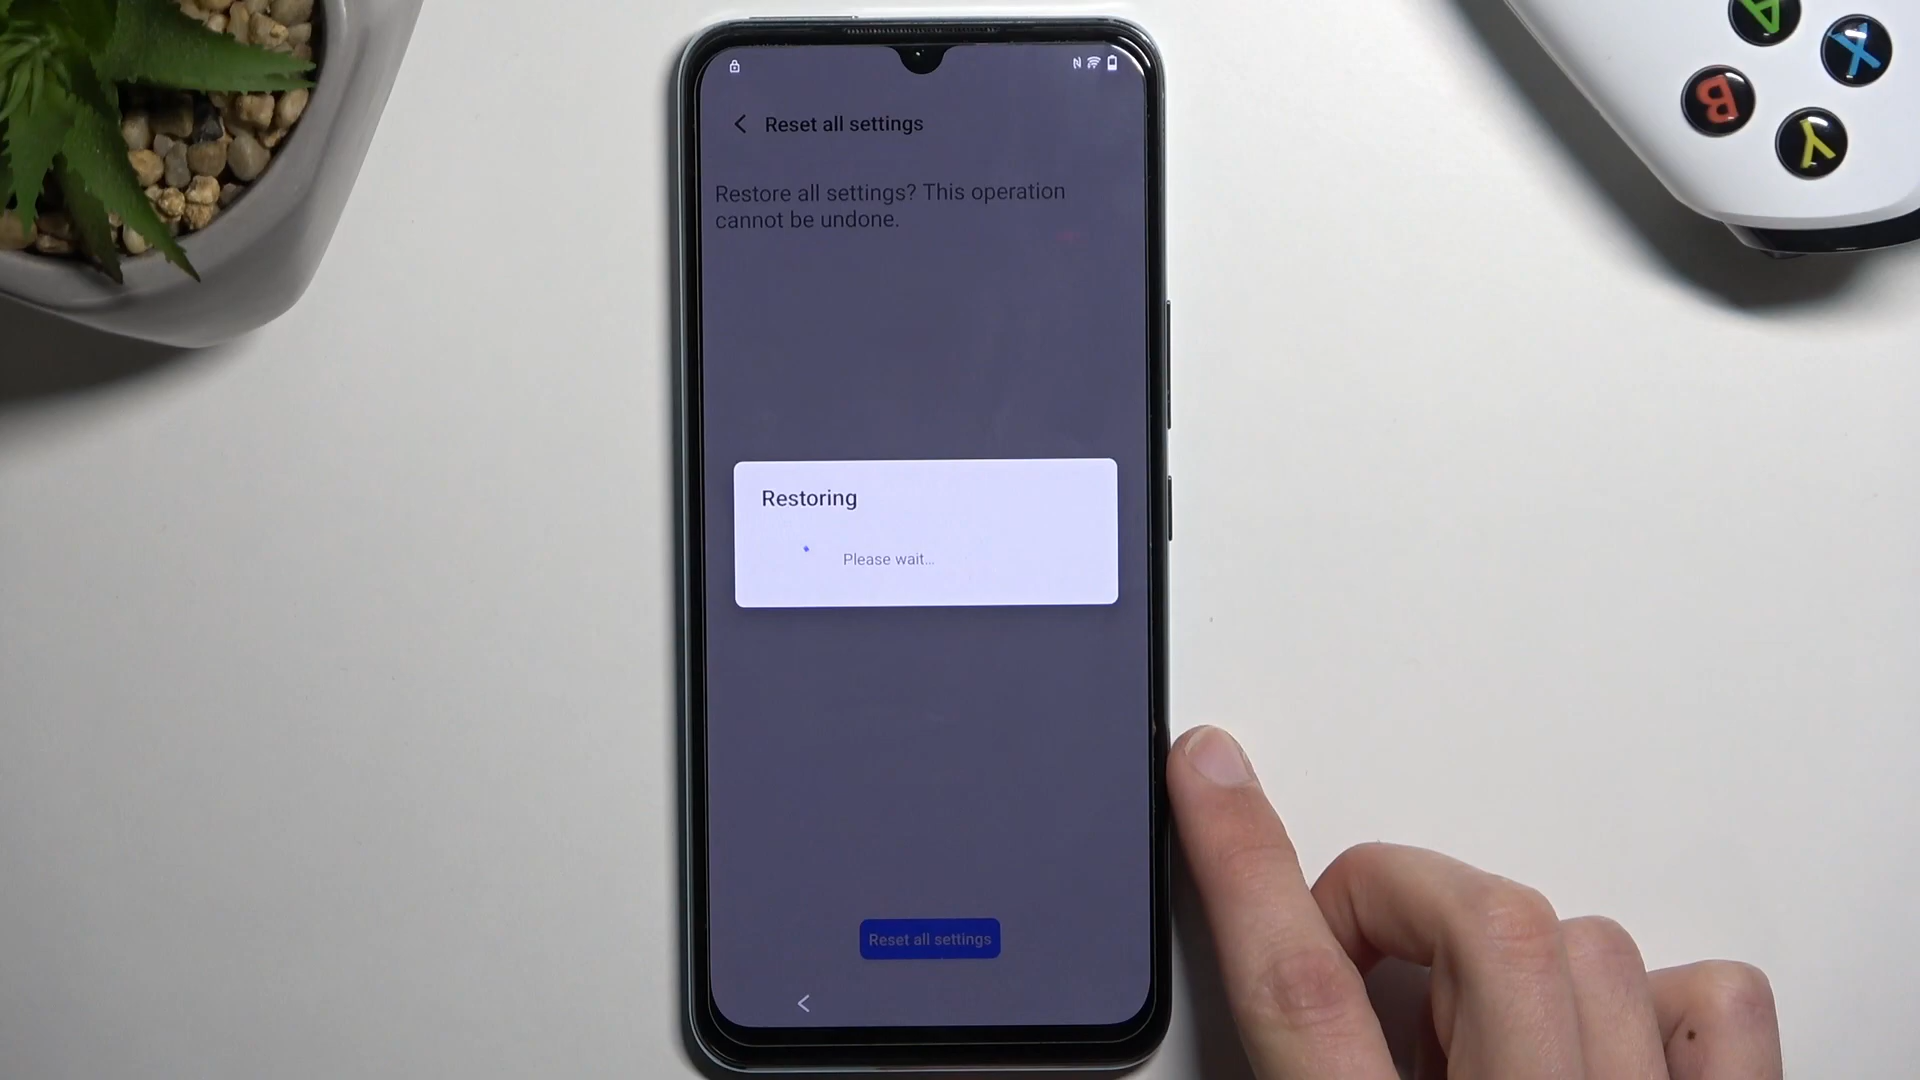 Reset all settings
Restore all settings? This operation
cannot be undone.
Restoring
Please wait...
Reset all settings
A
X
B
Y